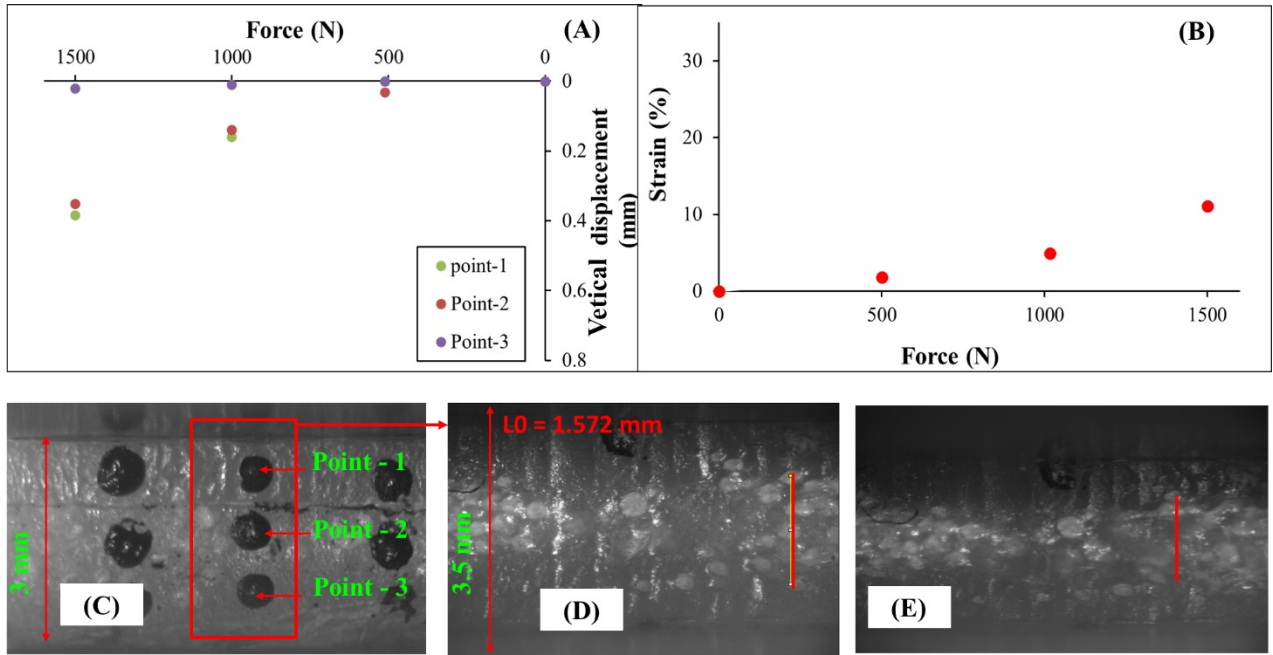 Force (N)
(A)
1500 1000 500 0
0
0.2
0.4
0.6
0.8
Vetical displacement
(mm)
point-1
Point-2
Point-3
(B)
Strain (%)
30
20
10
0
0 500 1000 1500
Force (N)
3 mm
Point - 1
Point - 2
Point - 3
(C)
L0 = 1.572 mm
3.5 mm
(D)
(E)